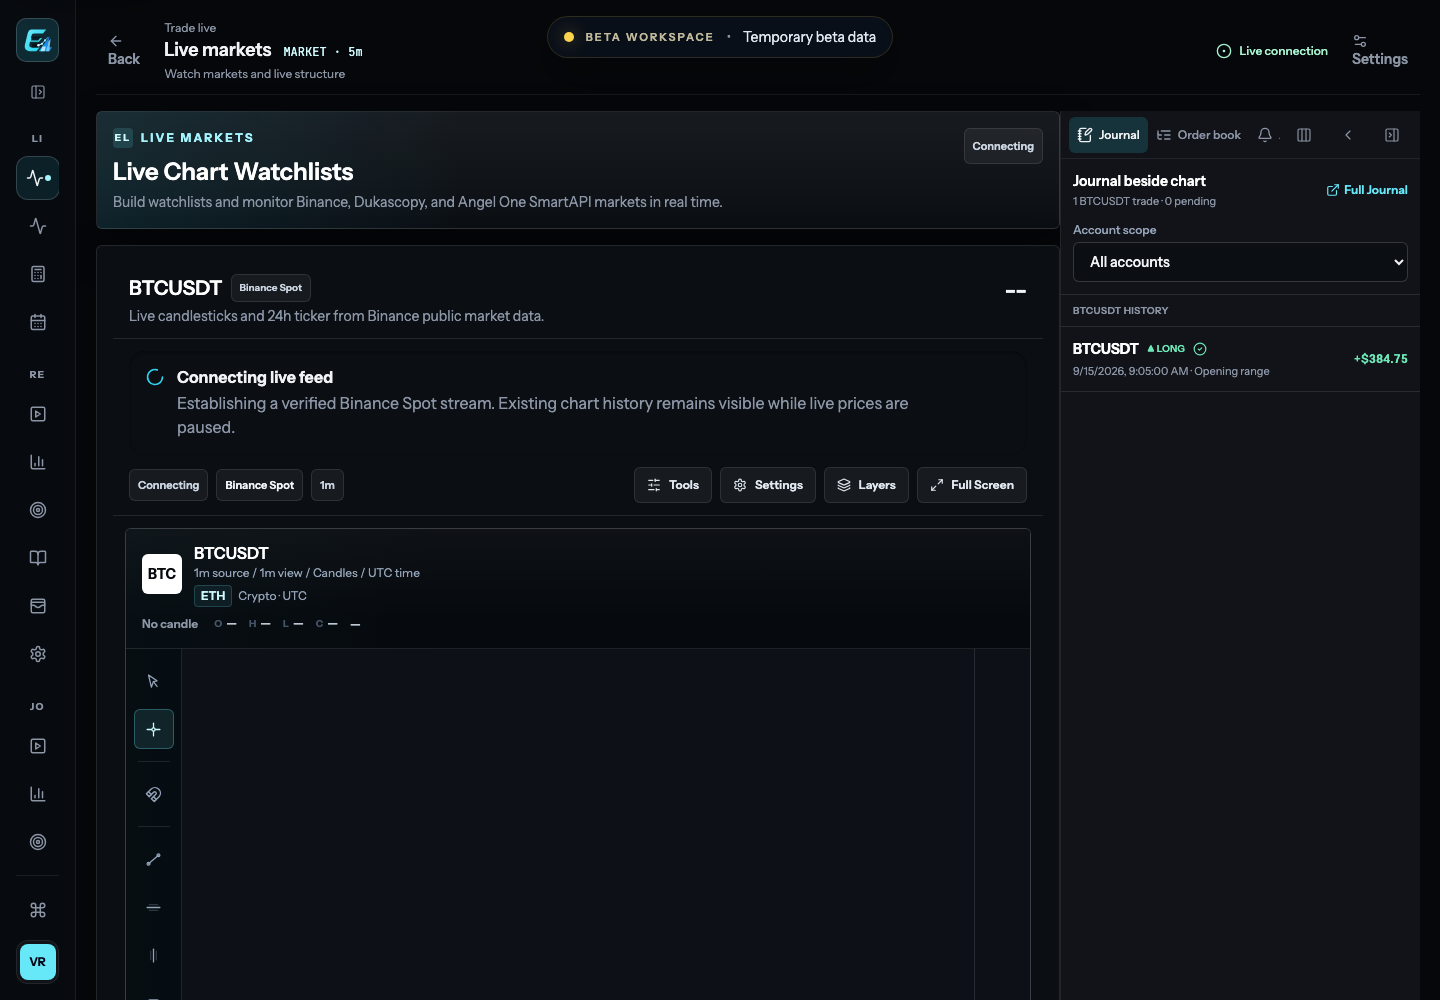 LI
RE
JO
VR
Back
Trade live
Live markets MARKET · 5m
Watch markets and live structure
BETA WORKSPACE · Temporary beta data
Live connection
Settings
EL LIVE MARKETS
Live Chart Watchlists
Build watchlists and monitor Binance, Dukascopy, and Angel One SmartAPI markets in real time.
Connecting
BTCUSDT Binance Spot
--
Live candlesticks and 24h ticker from Binance public market data.
Connecting live feed
Establishing a verified Binance Spot stream. Existing chart history remains visible while live prices are
paused.
Connecting Binance Spot 1m
Tools Settings Layers Full Screen
BTC
BTCUSDT
1m source / 1m view / Candles / UTC time
ETH Crypto · UTC
No candle O — H — L — C — —
Journal Order book .
Journal beside chart
1 BTCUSDT trade · 0 pending
Full Journal
Account scope
All accounts
BTCUSDT HISTORY
BTCUSDT ▲ LONG
9/15/2026, 9:05:00 AM · Opening range
+$384.75